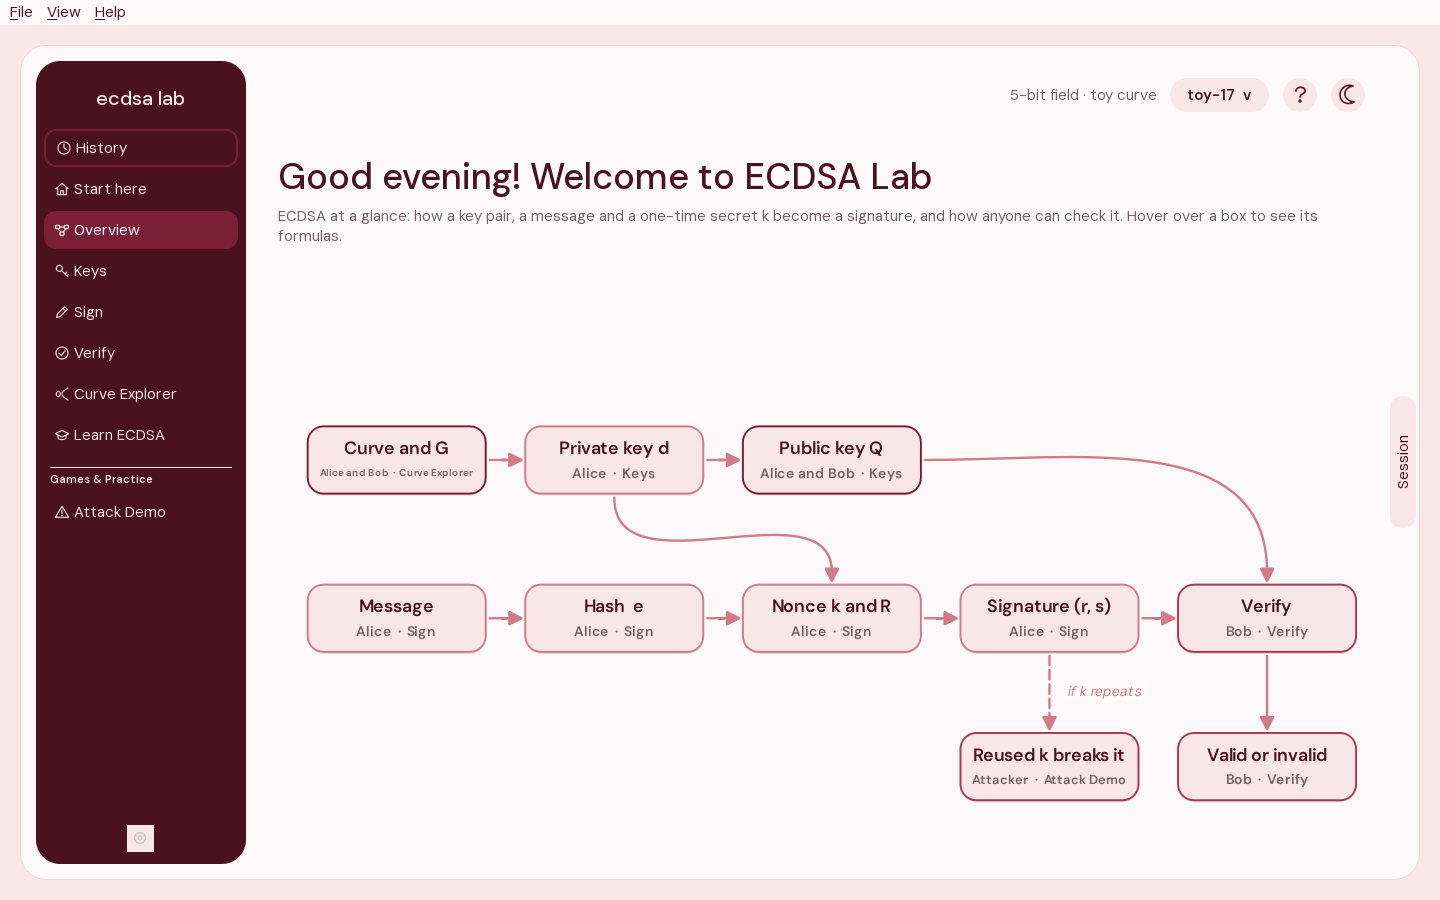 File View Help
ecdsa lab
History
Start here
Overview
Keys
Sign
Verify
Curve Explorer
Learn ECDSA
Games & Practice
Attack Demo
5-bit field · toy curve
toy-17 v
?
Good evening! Welcome to ECDSA Lab
ECDSA at a glance: how a key pair, a message and a one-time secret k become a signature, and how anyone can check it. Hover over a box to see its
formulas.
Curve and G
Alice and Bob · Curve Explorer
Private key d
Alice · Keys
Public key Q
Alice and Bob · Keys
Message
Alice · Sign
Hash e
Alice · Sign
Nonce k and R
Alice · Sign
Signature (r, s)
Alice · Sign
Verify
Bob · Verify
if k repeats
Reused k breaks it
Attacker · Attack Demo
Valid or invalid
Bob · Verify
Session